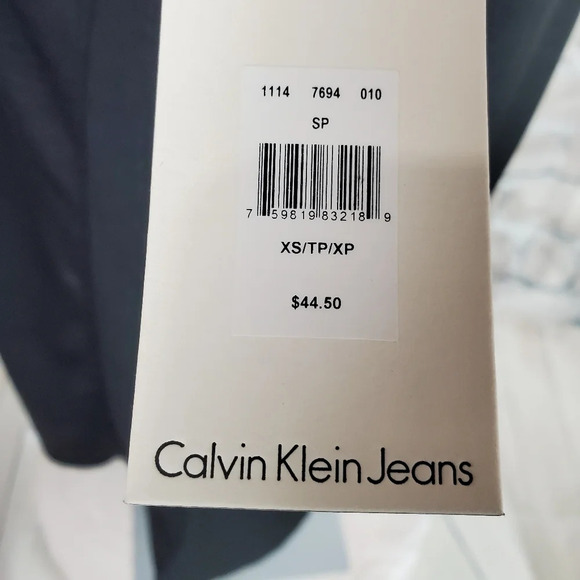 1114 7694 010
SP
7 59819 83218 9
XS/TP/XP
$44.50
Calvin Klein Jeans